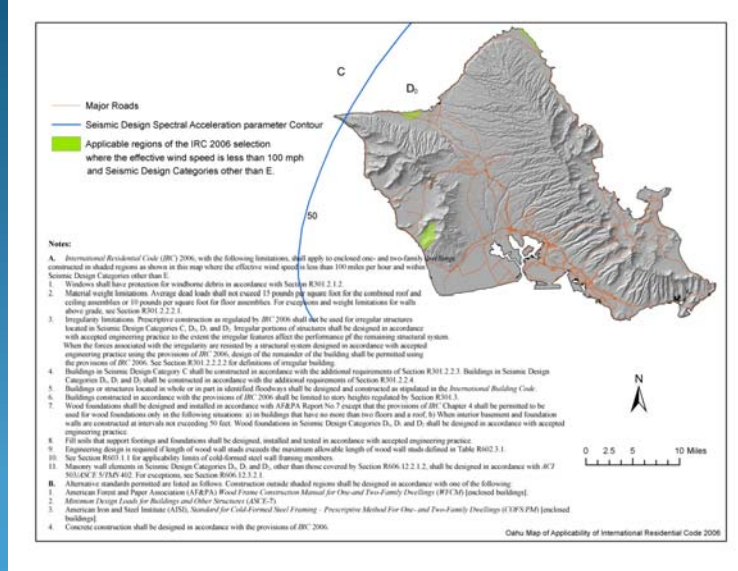 C
D₀
Major Roads
Seismic Design Spectral Acceleration parameter Contour
Applicable regions of the IRC 2006 selection
where the effective wind speed is less than 100 mph
and Seismic Design Categories other than E.
50
Notes:
A. International Residential Code (IRC) 2006, with the following limitations, shall apply to enclosed one- and two-family dwellings
constructed in shaded regions as shown in this map where the effective wind speed is less than 100 miles per hour and within
Seismic Design Categories other than E.
1. Windows shall have protection for windborne debris in accordance with Section R301.2.1.2.
2. Material weight limitations. Average dead loads shall not exceed 15 pounds per square foot for the combined roof and
ceiling assemblies or 10 pounds per square foot for floor assemblies. For exceptions and weight limitations for walls
above grade, see Section R301.2.2.2.1.
3. Irregularity limitations. Prescriptive construction as regulated by IRC 2006 shall not be used for irregular structures
located in Seismic Design Categories C, D₀, D₁ and D₂. Irregular portions of structures shall be designed in accordance
with accepted engineering practice to the extent the irregular features affect the performance of the remaining structural system.
When the forces associated with the irregularity are resisted by a structural system designed in accordance with accepted
engineering practice using the provisions of IRC 2006, design of the remainder of the building shall be permitted using
the provisions of IRC 2006. See Section R301.2.2.2.2 for definitions of irregular building.
4. Buildings in Seismic Design Category C shall be constructed in accordance with the additional requirements of Section R301.2.2.3. Buildings in Seismic Design
Categories D₀, D₁ and D₂ shall be constructed in accordance with the additional requirements of Section R301.2.2.4.
5. Buildings or structures located in whole or in part in identified floodways shall be designed and constructed as stipulated in the International Building Code.
6. Buildings constructed in accordance with the provisions of IRC 2006 shall be limited to story heights regulated by Section R301.3.
7. Wood foundations shall be designed and installed in accordance with AF&PA Report No.7 except that the provisions of IRC Chapter 4 shall be permitted to be
used for wood foundations only in the following situations: a) in buildings that have no more than two floors and a roof; b) When interior basement and foundation
walls are constructed at intervals not exceeding 50 feet. Wood foundations in Seismic Design Categories D₀, D₁ and D₂ shall be designed in accordance with accepted
engineering practice.
8. Fill soils that support footings and foundations shall be designed, installed and tested in accordance with accepted engineering practice.
9. Engineering design is required if length of wood wall studs exceeds the maximum allowable length of wood wall studs defined in Table R602.3.1.
10. See Section R603.1.1 for applicability limits of cold-formed steel wall framing members.
11. Masonry wall elements in Seismic Design Categories D₀, D₁ and D₂, other than those covered by Section R606.12.2.1.2, shall be designed in accordance with ACI
503/ASCE 5/TMS 402. For exceptions, see Section R606.12.3.2.1.
B. Alternative standards permitted are listed as follows. Construction outside shaded regions shall be designed in accordance with one of the following:
1. American Forest and Paper Association (AF&PA) Wood Frame Construction Manual for One-and Two-Family Dwellings (WFCM) [enclosed buildings].
2. Minimum Design Loads for Buildings and Other Structures (ASCE-7)
3. American Iron and Steel Institute (AISI), Standard for Cold-Formed Steel Framing - Prescriptive Method For One- and Two-Family Dwellings (COFS/PM) [enclosed
buildings].
4. Concrete construction shall be designed in accordance with the provisions of IRC 2006.
N
0 2.5 5 10 Miles
Oahu Map of Applicability of International Residential Code 2006